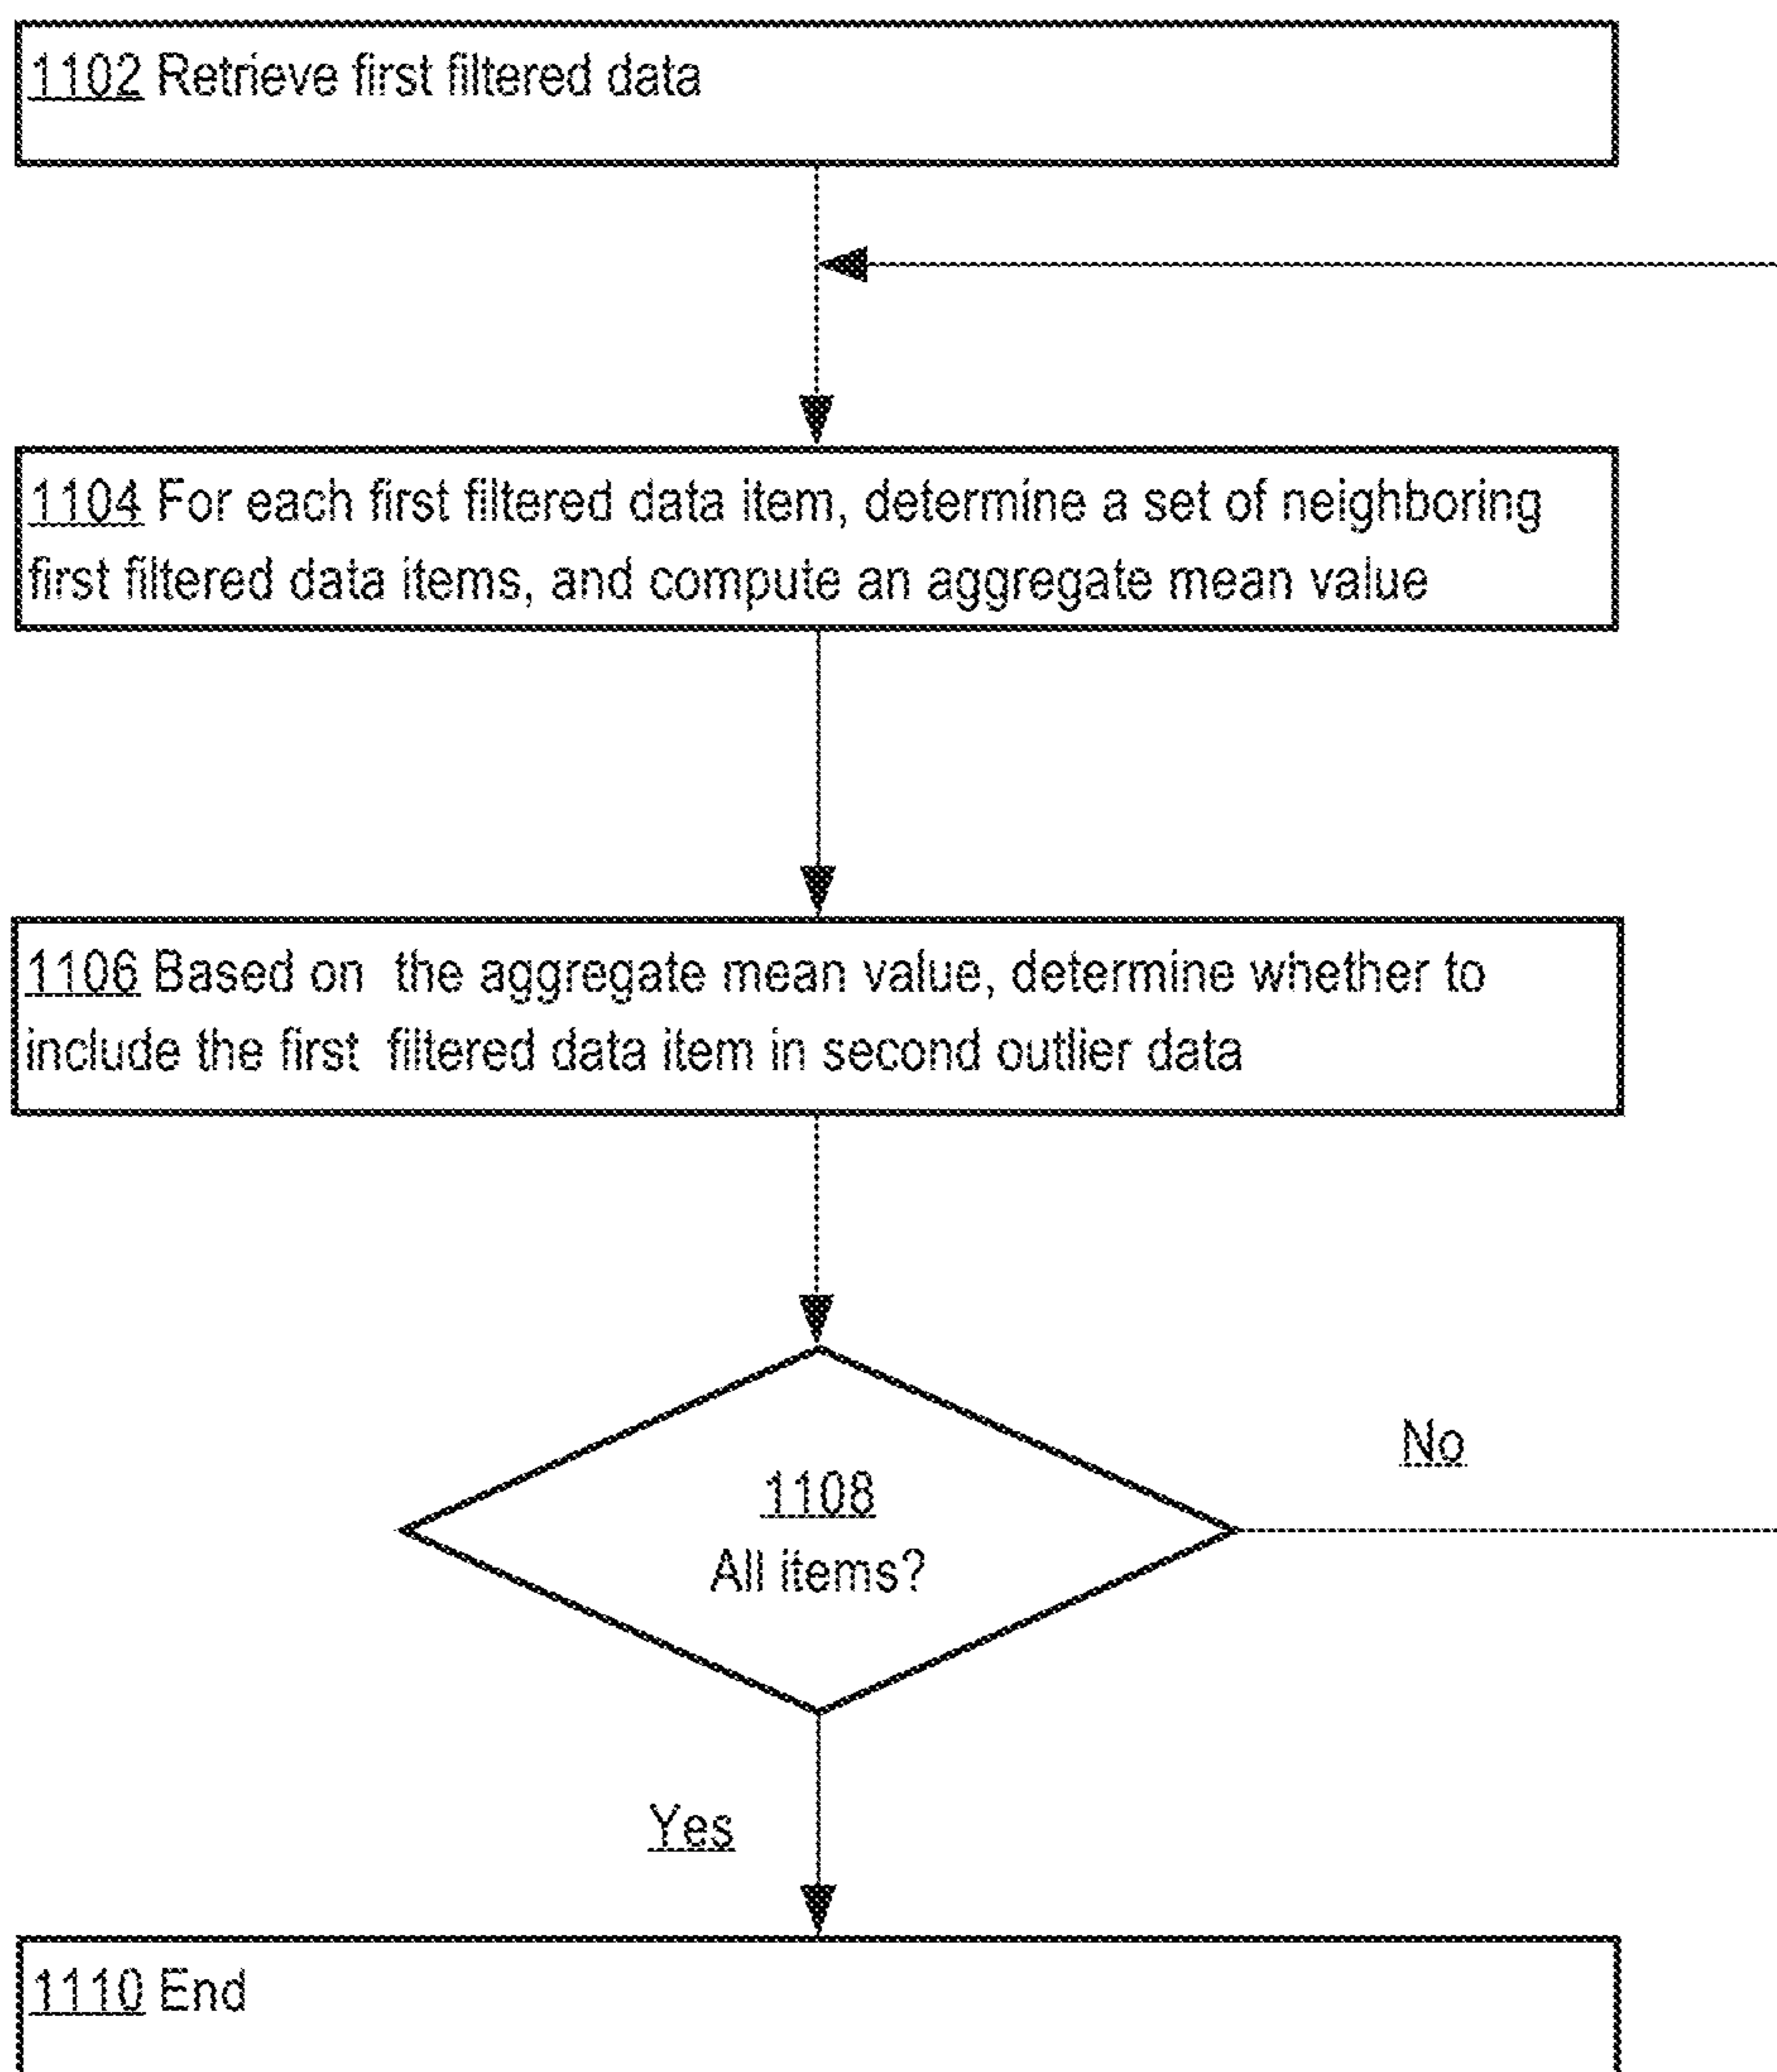 1102 Retrieve first filtered data
1104 For each first filtered data item, determine a set of neighboring
first filtered data items, and compute an aggregate mean value
1106 Based on the aggregate mean value, determine whether to
include the first filtered data item in second outlier data
No
1108
All items?
Yes
1110 End